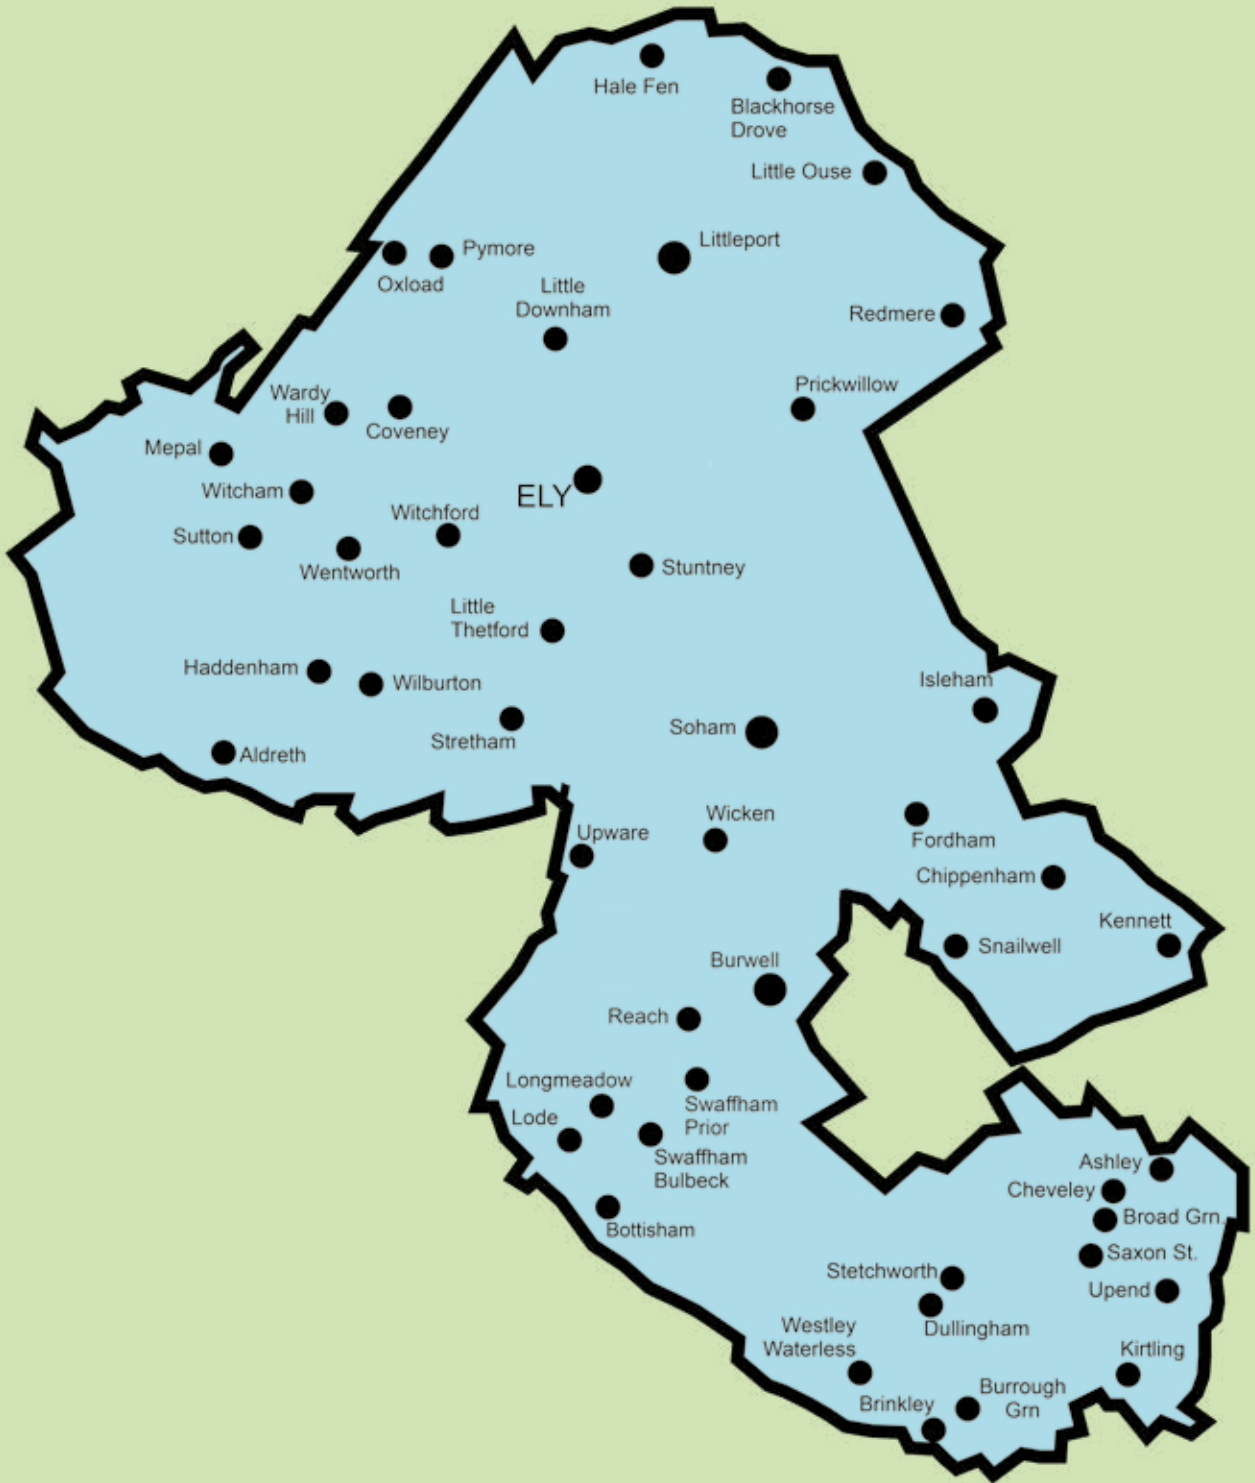 Hale Fen
Blackhorse
Drove
Little Ouse
Littleport
Pymore
Oxload
Little
Downham
Redmere
Prickwillow
Wardy
Hill
Coveney
Mepal
Witcham
ELY
Witchford
Sutton
Wentworth
Stuntney
Little
Thetford
Haddenham
Wilburton
Isleham
Soham
Stretham
Aldreth
Wicken
Upware
Fordham
Chippenham
Kennett
Snailwell
Burwell
Reach
Longmeadow
Swaffham
Prior
Lode
Swaffham
Bulbeck
Bottisham
Ashley
Cheveley
Broad Grn.
Saxon St.
Stetchworth
Upend
Dullingham
Westley
Waterless
Kirtling
Burrough
Grn
Brinkley